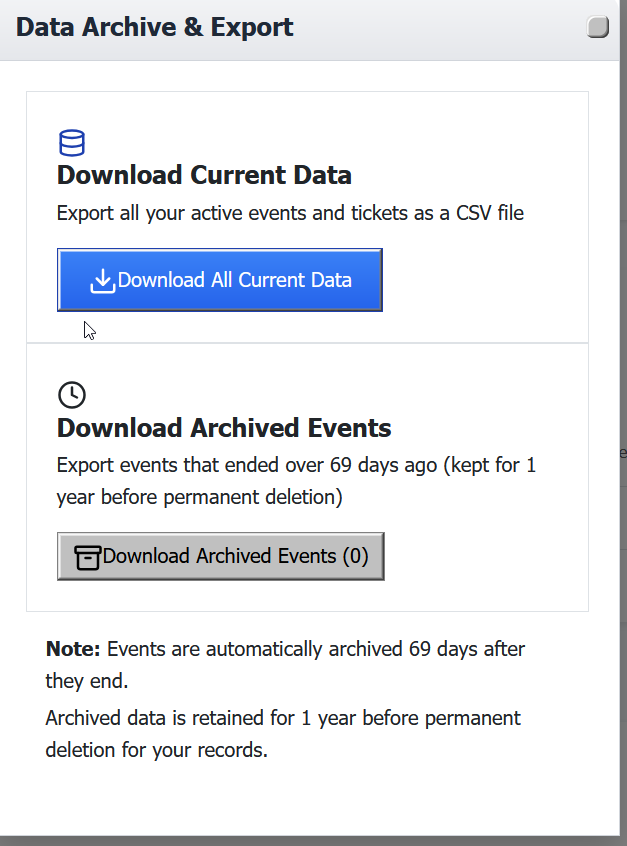 Data Archive & Export
Download Current Data
Export all your active events and tickets as a CSV file
Download All Current Data
Download Archived Events
Export events that ended over 69 days ago (kept for 1
year before permanent deletion)
Download Archived Events (0)
Note: Events are automatically archived 69 days after
they end.
Archived data is retained for 1 year before permanent
deletion for your records.